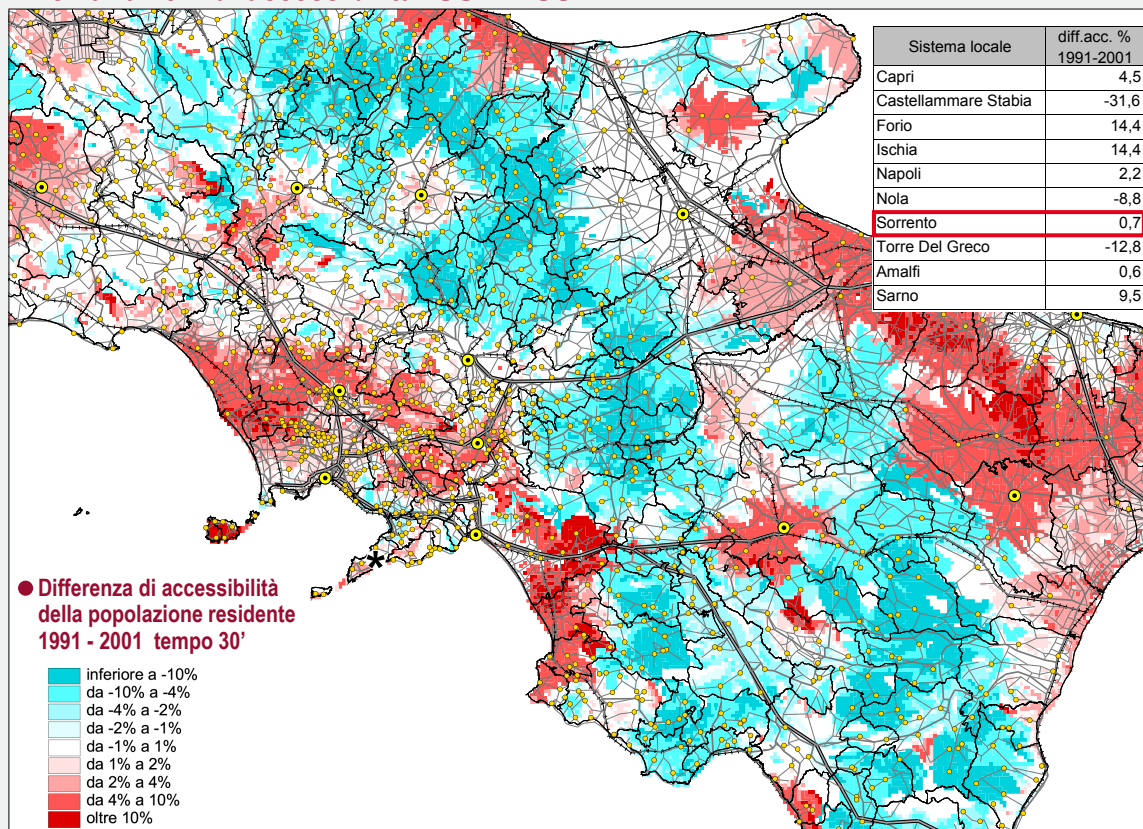 Sistema locale diff.acc. % 1991-2001
Capri 4,5
Castellammare Stabia -31,6
Forio 14,4
Ischia 14,4
Napoli 2,2
Nola -8,8
Sorrento 0,7
Torre Del Greco -12,8
Amalfi 0,6
Sarno 9,5
Differenza di accessibilità
della popolazione residente
1991 - 2001 tempo 30’
inferiore a -10%
da -10% a -4%
da -4% a -2%
da -2% a -1%
da -1% a 1%
da 1% a 2%
da 2% a 4%
da 4% a 10%
oltre 10%